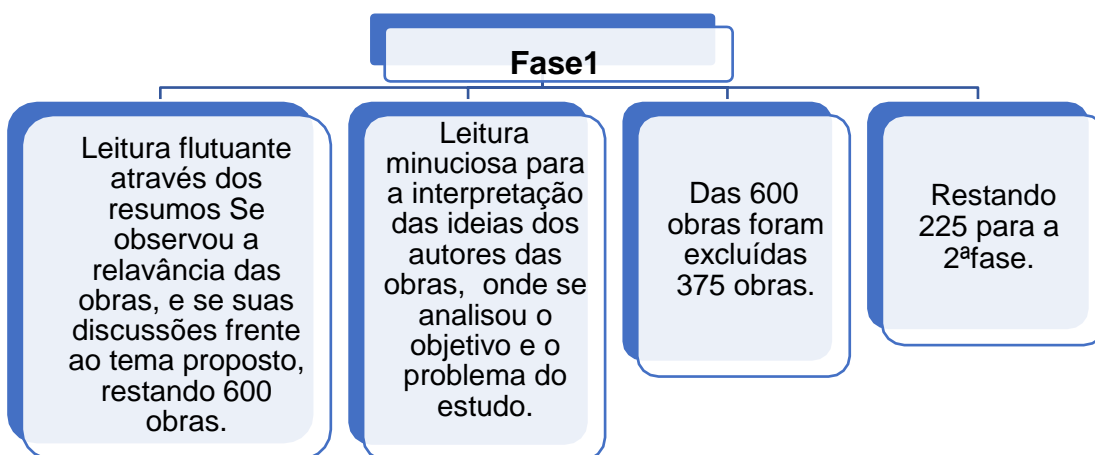 Fase1
Leitura flutuante
através dos
resumos Se
observou a
relavância das
obras, e se suas
discussões frente
ao tema proposto,
restando 600
obras.
Leitura
minuciosa para
a interpretação
das ideias dos
autores das
obras, onde se
analisou o
objetivo e o
problema do
estudo.
Das 600
obras foram
excluídas
375 obras.
Restando
225 para a
2ªfase.